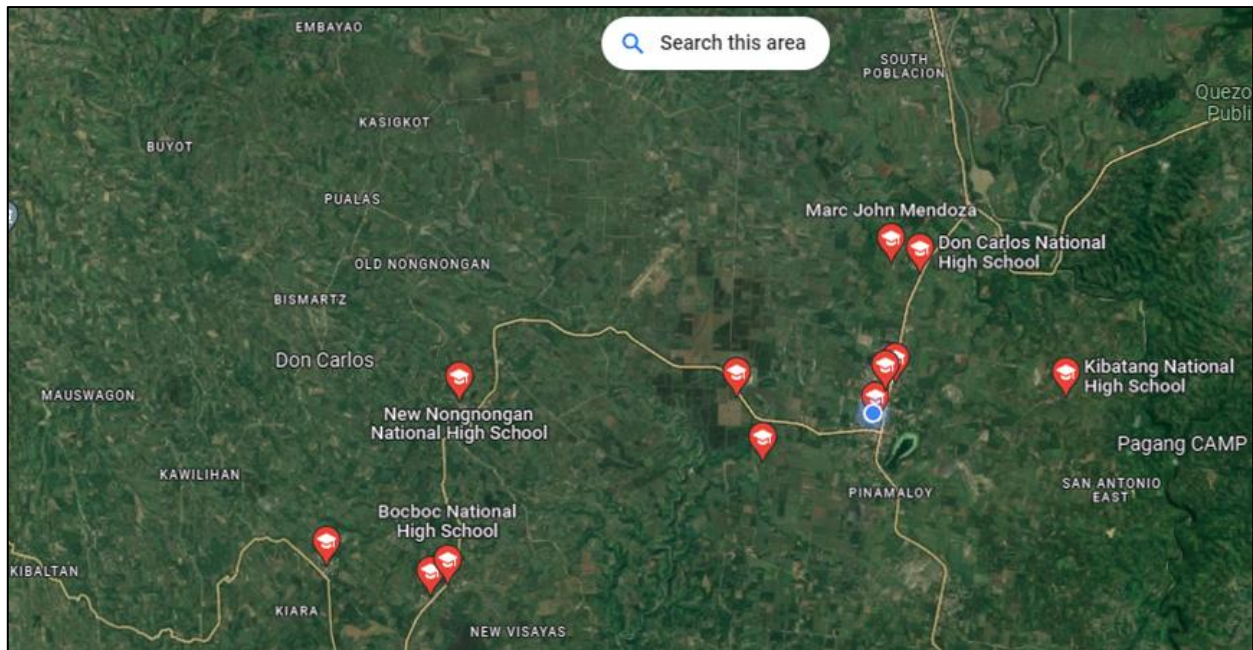 EMBAYAO
Search this area
SOUTH
POBLACION
Quezo
Publi
KASIGKOT
BUYOT
PUALAS
Marc John Mendoza
Don Carlos National
High School
OLD NONGNONGAN
BISMARTZ
Don Carlos
Kibatang National
High School
MAUSWAGON
New Nongnongan
National High School
Pagang CAMP
KAWILIHAN
PINAMALOY
SAN ANTONIO
EAST
Bocboc National
High School
KIBALTAN
KIARA
NEW VISAYAS